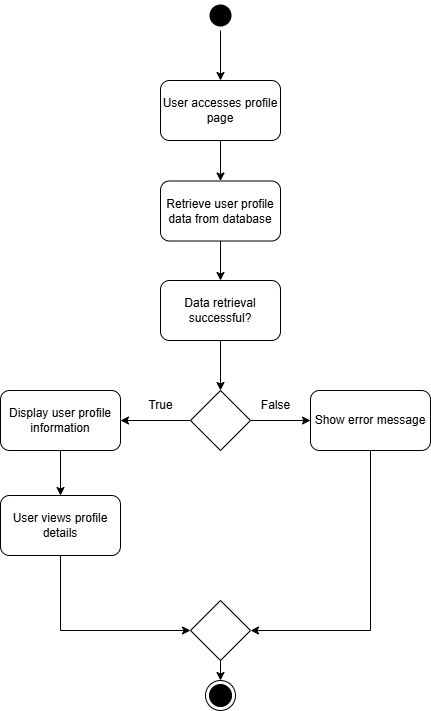 User accesses profile
page
Retrieve user profile
data from database
Data retrieval
successful?
True
False
Display user profile
information
Show error message
User views profile
details